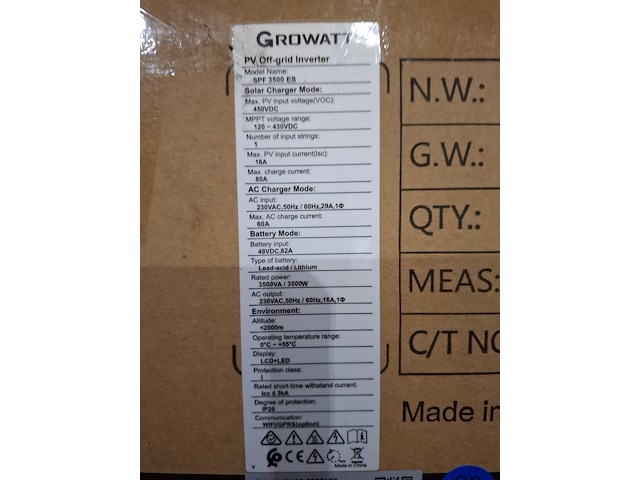 GROWATT
PV Off-grid Inverter
Model Name:
SPF 3500 ES
Solar Charger Mode:
Max. PV input voltage(VOC):
450VDC
MPPT voltage range:
120 ~ 430VDC
Number of input strings:
1
Max. PV input current(Isc):
18A
Max. charge current:
80A
AC Charger Mode:
AC input:
230VAC,50Hz / 60Hz,29A,1Φ
Max. AC charge current:
60A
Battery Mode:
Battery input:
48VDC,82A
Type of battery:
Lead-acid / Lithium
Rated power:
3500VA / 3500W
AC output:
230VAC,50Hz / 60Hz,16A,1Φ
Environment:
Altitude:
<2000m
Operating temperature range:
0°C ~ +55°C
Display:
LCD+LED
Protection class:
I
Rated short-time withstand current:
Icc ≤ 3kA
Degree of protection:
IP20
Communication:
WIFI/GPRS(option)
CE
Y
Made in China
N.W.:
G.W.:
QTY.:
MEAS:
C/T NO
Made in